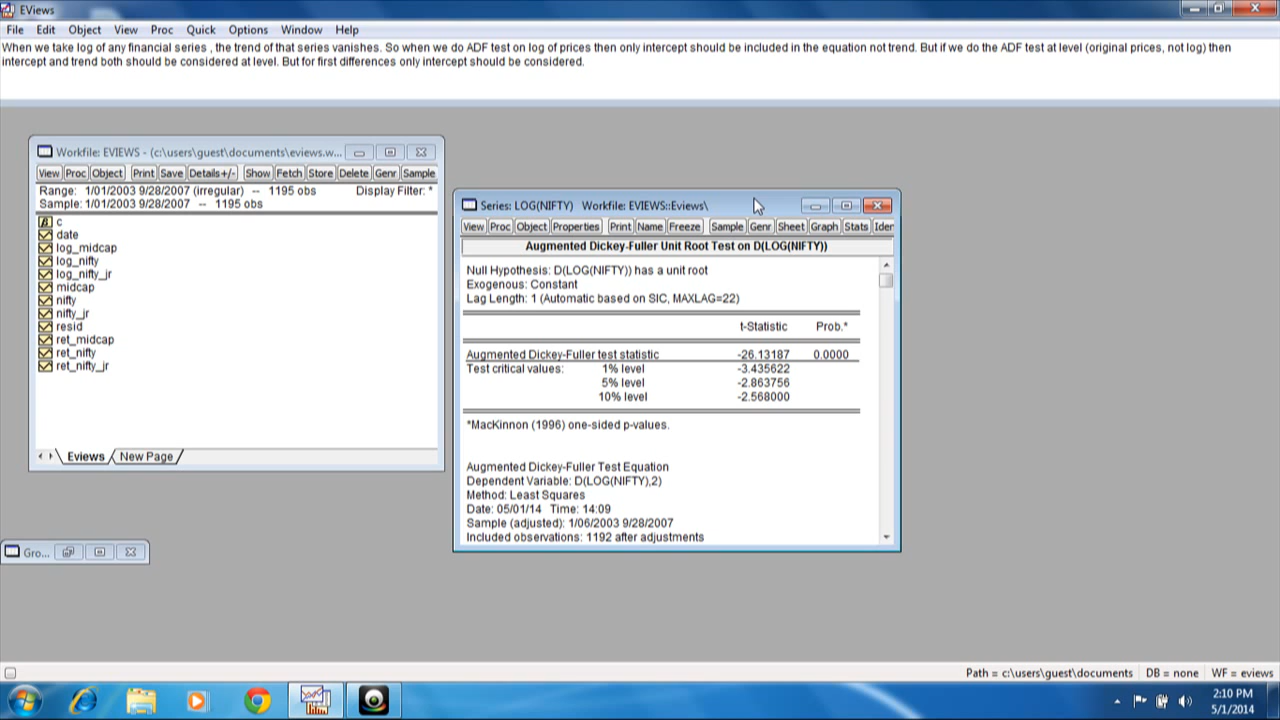 EViews
File Edit Object View Proc Quick Options Window Help
When we take log of any financial series , the trend of that series vanishes. So when we do ADF test on log of prices then only intercept should be included in the equation not trend. But if we do the ADF test at level (original prices, not log) then
intercept and trend both should be considered at level. But for first differences only intercept should be considered.
Workfile: EVIEWS - (c:\users\guest\documents\eviews.w...
View Proc Object Print Save Details+/- Show Fetch Store Delete Genr Sample
Range: 1/01/2003 9/28/2007 (irregular) -- 1195 obs Display Filter: *
Sample: 1/01/2003 9/28/2007 -- 1195 obs
c
date
log_midcap
log_nifty
log_nifty_jr
midcap
nifty
nifty_jr
resid
ret_midcap
ret_nifty
ret_nifty_jr
Eviews New Page
Series: LOG(NIFTY) Workfile: EVIEWS::Eviews\
View Proc Object Properties Print Name Freeze Sample Genr Sheet Graph Stats Iden
Augmented Dickey-Fuller Unit Root Test on D(LOG(NIFTY))
Null Hypothesis: D(LOG(NIFTY)) has a unit root
Exogenous: Constant
Lag Length: 1 (Automatic based on SIC, MAXLAG=22)
t-Statistic Prob.*
Augmented Dickey-Fuller test statistic -26.13187 0.0000
Test critical values: 1% level -3.435622
5% level -2.863756
10% level -2.568000
*MacKinnon (1996) one-sided p-values.
Augmented Dickey-Fuller Test Equation
Dependent Variable: D(LOG(NIFTY),2)
Method: Least Squares
Date: 05/01/14 Time: 14:09
Sample (adjusted): 1/06/2003 9/28/2007
Included observations: 1192 after adjustments
Gro...
Path = c:\users\guest\documents DB = none WF = eviews
2:10 PM
5/1/2014